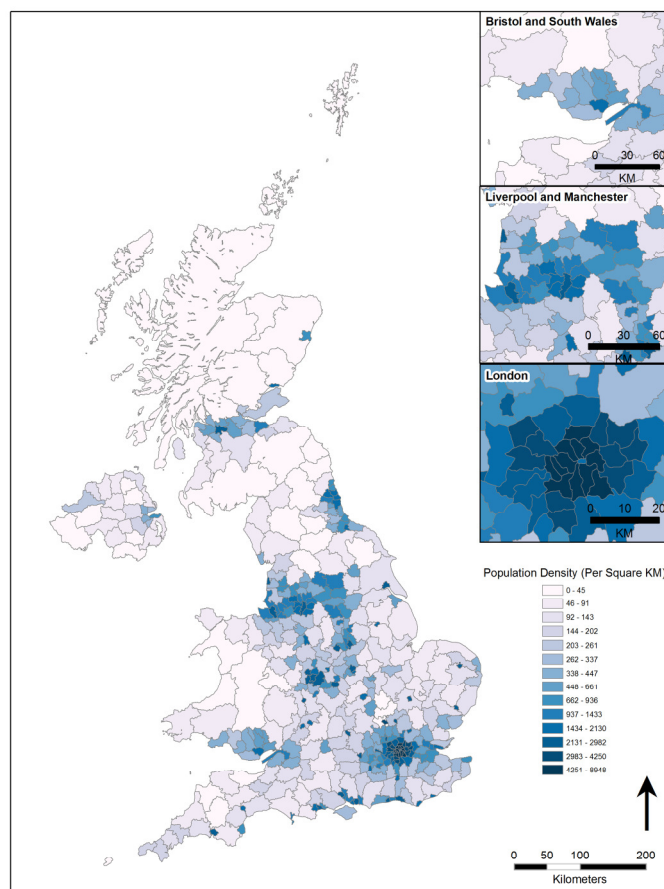 Bristol and South Wales
0 30 60
KM
Liverpool and Manchester
0 30 60
KM
London
0 10 20
KM
Population Density (Per Square KM)
0 - 45
46 - 91
92 - 143
144 - 202
203 - 261
262 - 337
338 - 447
448 - 661
662 - 936
937 - 1433
1434 - 2130
2131 - 2982
2983 - 4250
4251 - 8948
0 50 100 200
Kilometers